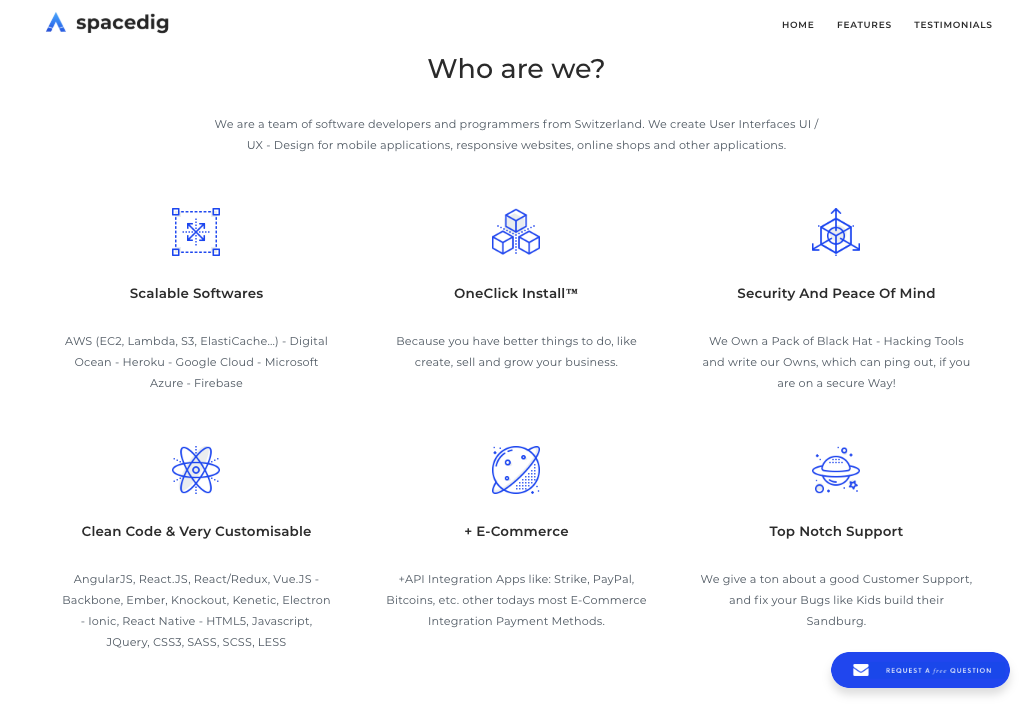 spacedig
HOME FEATURES TESTIMONIALS
Who are we?
We are a team of software developers and programmers from Switzerland. We create User Interfaces UI /
UX - Design for mobile applications, responsive websites, online shops and other applications.
Scalable Softwares
AWS (EC2, Lambda, S3, ElastiCache...) - Digital
Ocean - Heroku - Google Cloud - Microsoft
Azure - Firebase
OneClick Install™
Because you have better things to do, like
create, sell and grow your business.
Security And Peace Of Mind
We Own a Pack of Black Hat - Hacking Tools
and write our Owns, which can ping out, if you
are on a secure Way!
Clean Code & Very Customisable
AngularJS, React.JS, React/Redux, Vue.JS -
Backbone, Ember, Knockout, Kenetic, Electron
- Ionic, React Native - HTML5, Javascript,
JQuery, CSS3, SASS, SCSS, LESS
+ E-Commerce
+API Integration Apps like: Strike, PayPal,
Bitcoins, etc. other todays most E-Commerce
Integration Payment Methods.
Top Notch Support
We give a ton about a good Customer Support,
and fix your Bugs like Kids build their
Sandburg.
REQUEST A free QUESTION